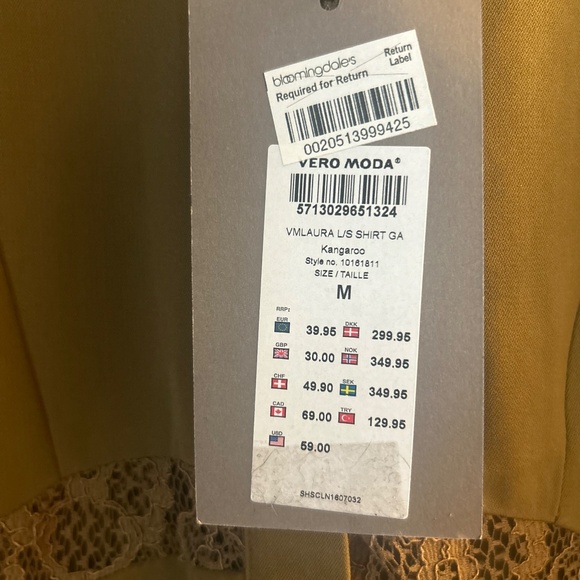 bloomingdale's
Return
Label
Required for Return
0020513999425
VERO MODA®
5713029651324
VMLAURA L/S SHIRT GA
Kangaroo
Style no. 10161811
SIZE / TAILLE
M
RRP:
EUR 39.95 DKK 299.95
GBP 30.00 NOK 349.95
CHF 49.90 SEK 349.95
CAD 69.00 TRY 129.95
USD 59.00
SHSCLN1607032